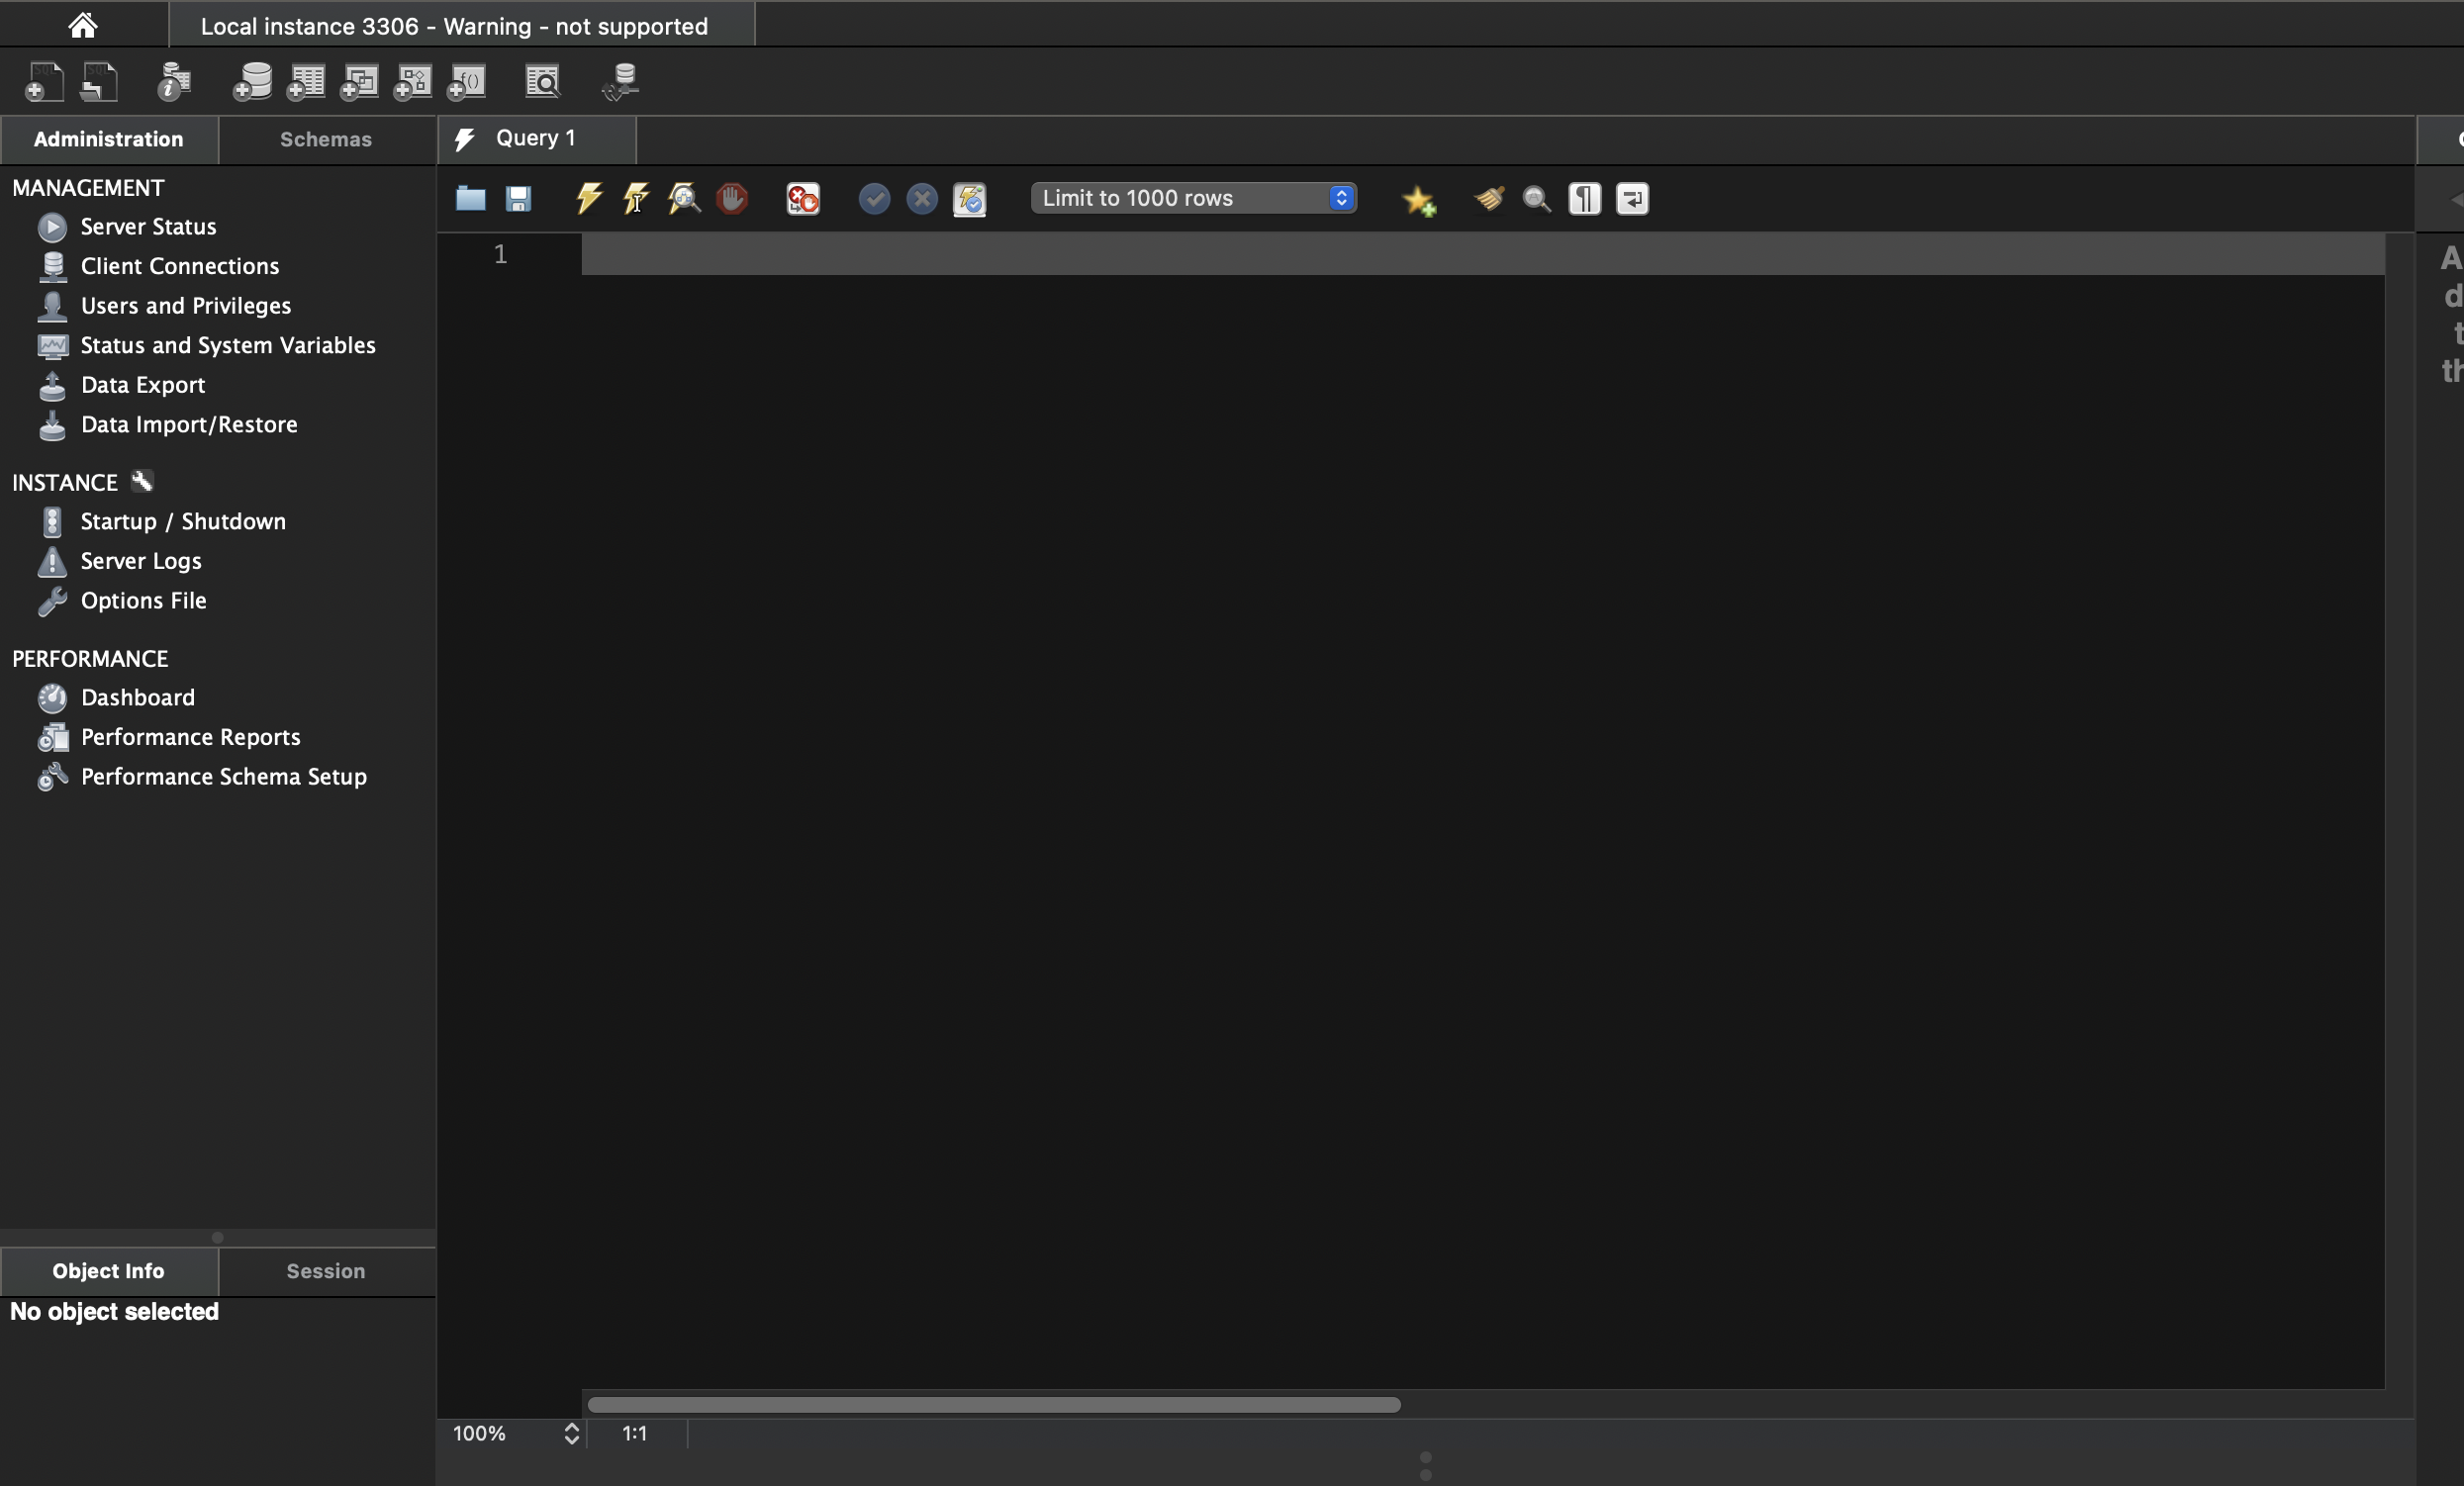 Local instance 3306 - Warning - not supported
Administration
Schemas
Query 1
MANAGEMENT
Server Status
Client Connections
Users and Privileges
Status and System Variables
Data Export
Data Import/Restore
INSTANCE
Startup / Shutdown
Server Logs
Options File
PERFORMANCE
Dashboard
Performance Reports
Performance Schema Setup
Limit to 1000 rows
1
Object Info
Session
No object selected
100%
1:1